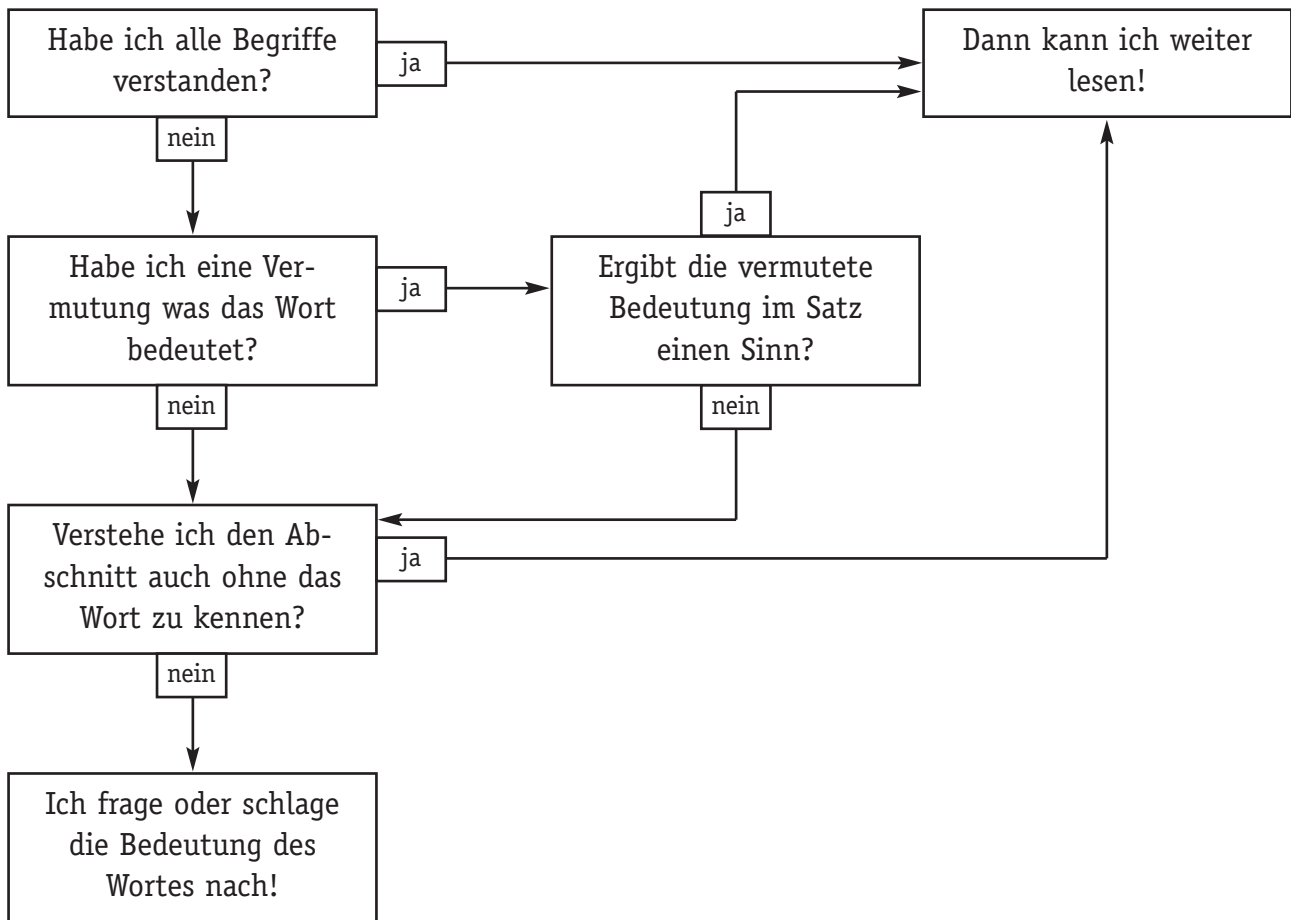 Habe ich alle Begriffe
verstanden?
ja
Dann kann ich weiter
lesen!
nein
ja
Habe ich eine Ver-
mutung was das Wort
bedeutet?
ja
Ergibt die vermutete
Bedeutung im Satz
einen Sinn?
nein
nein
Verstehe ich den Ab-
schnitt auch ohne das
Wort zu kennen?
ja
nein
Ich frage oder schlage
die Bedeutung des
Wortes nach!